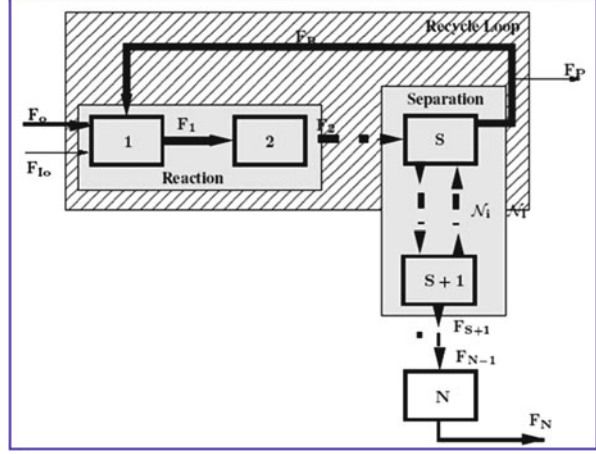 Recycle Loop
F_R
F_P
Separation
F_o
F_1
F_2
1
2
S
F_Io
Reaction
𝒩_i
𝒩_i
S + 1
F_S+1
F_N−1
N
F_N